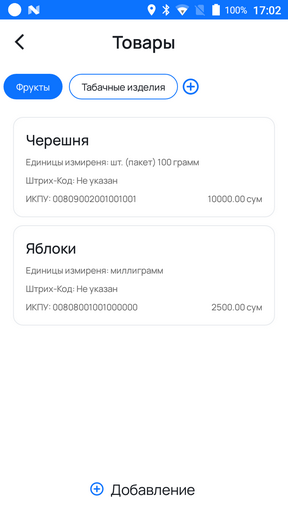 100% 17:02
Товары
Фрукты Табачные изделия
Черешня
Единицы измиреня: шт. (пакет) 100 грамм
Штрих-Код: Не указан
ИКПУ: 00809002001001001 10000.00 сум
Яблоки
Единицы измиреня: миллиграмм
Штрих-Код: Не указан
ИКПУ: 00808001001000000 2500.00 сум
Добавление